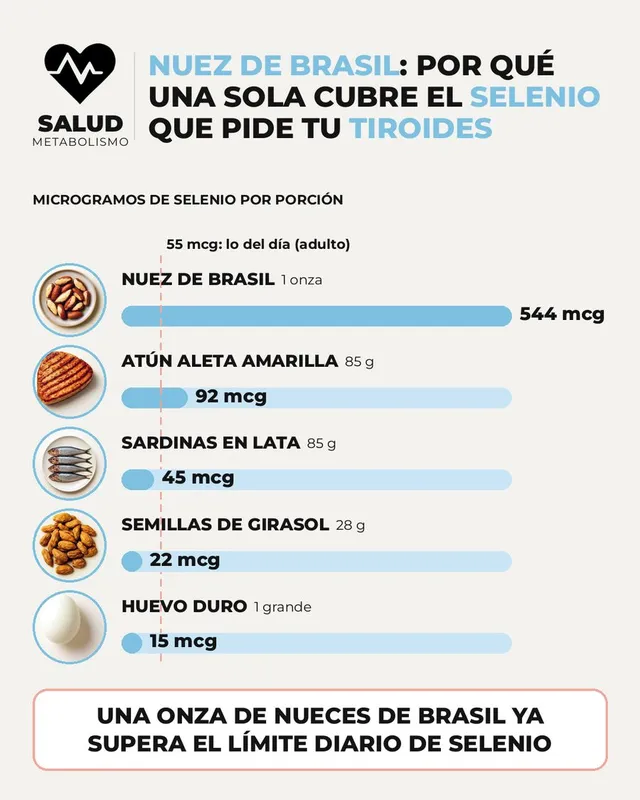 SALUD
METABOLISMO
NUEZ DE BRASIL: POR QUÉ
UNA SOLA CUBRE EL SELENIO
QUE PIDE TU TIROIDES
MICROGRAMOS DE SELENIO POR PORCIÓN
55 mcg: lo del día (adulto)
NUEZ DE BRASIL 1 onza
544 mcg
ATÚN ALETA AMARILLA 85 g
92 mcg
SARDINAS EN LATA 85 g
45 mcg
SEMILLAS DE GIRASOL 28 g
22 mcg
HUEVO DURO 1 grande
15 mcg
UNA ONZA DE NUECES DE BRASIL YA
SUPERA EL LÍMITE DIARIO DE SELENIO